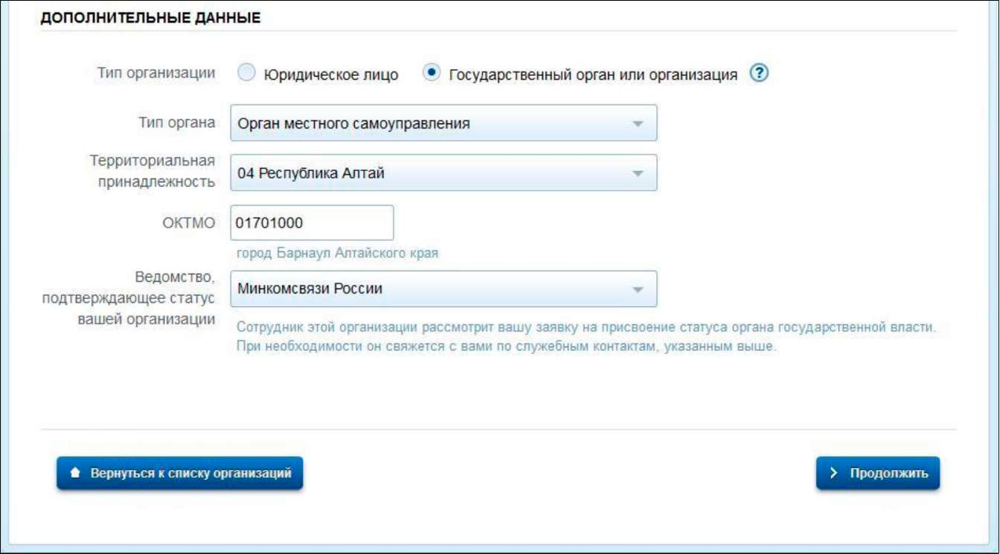 ДОПОЛНИТЕЛЬНЫЕ ДАННЫЕ
Тип организации Юридическое лицо Государственный орган или организация ?
Тип органа Орган местного самоуправления
Территориальная
принадлежность 04 Республика Алтай
ОКТМО 01701000
город Барнаул Алтайского края
Ведомство,
подтверждающее статус
вашей организации Минкомсвязи России
Сотрудник этой организации рассмотрит вашу заявку на присвоение статуса органа государственной власти.
При необходимости он свяжется с вами по служебным контактам, указанным выше.
Вернуться к списку организаций Продолжить